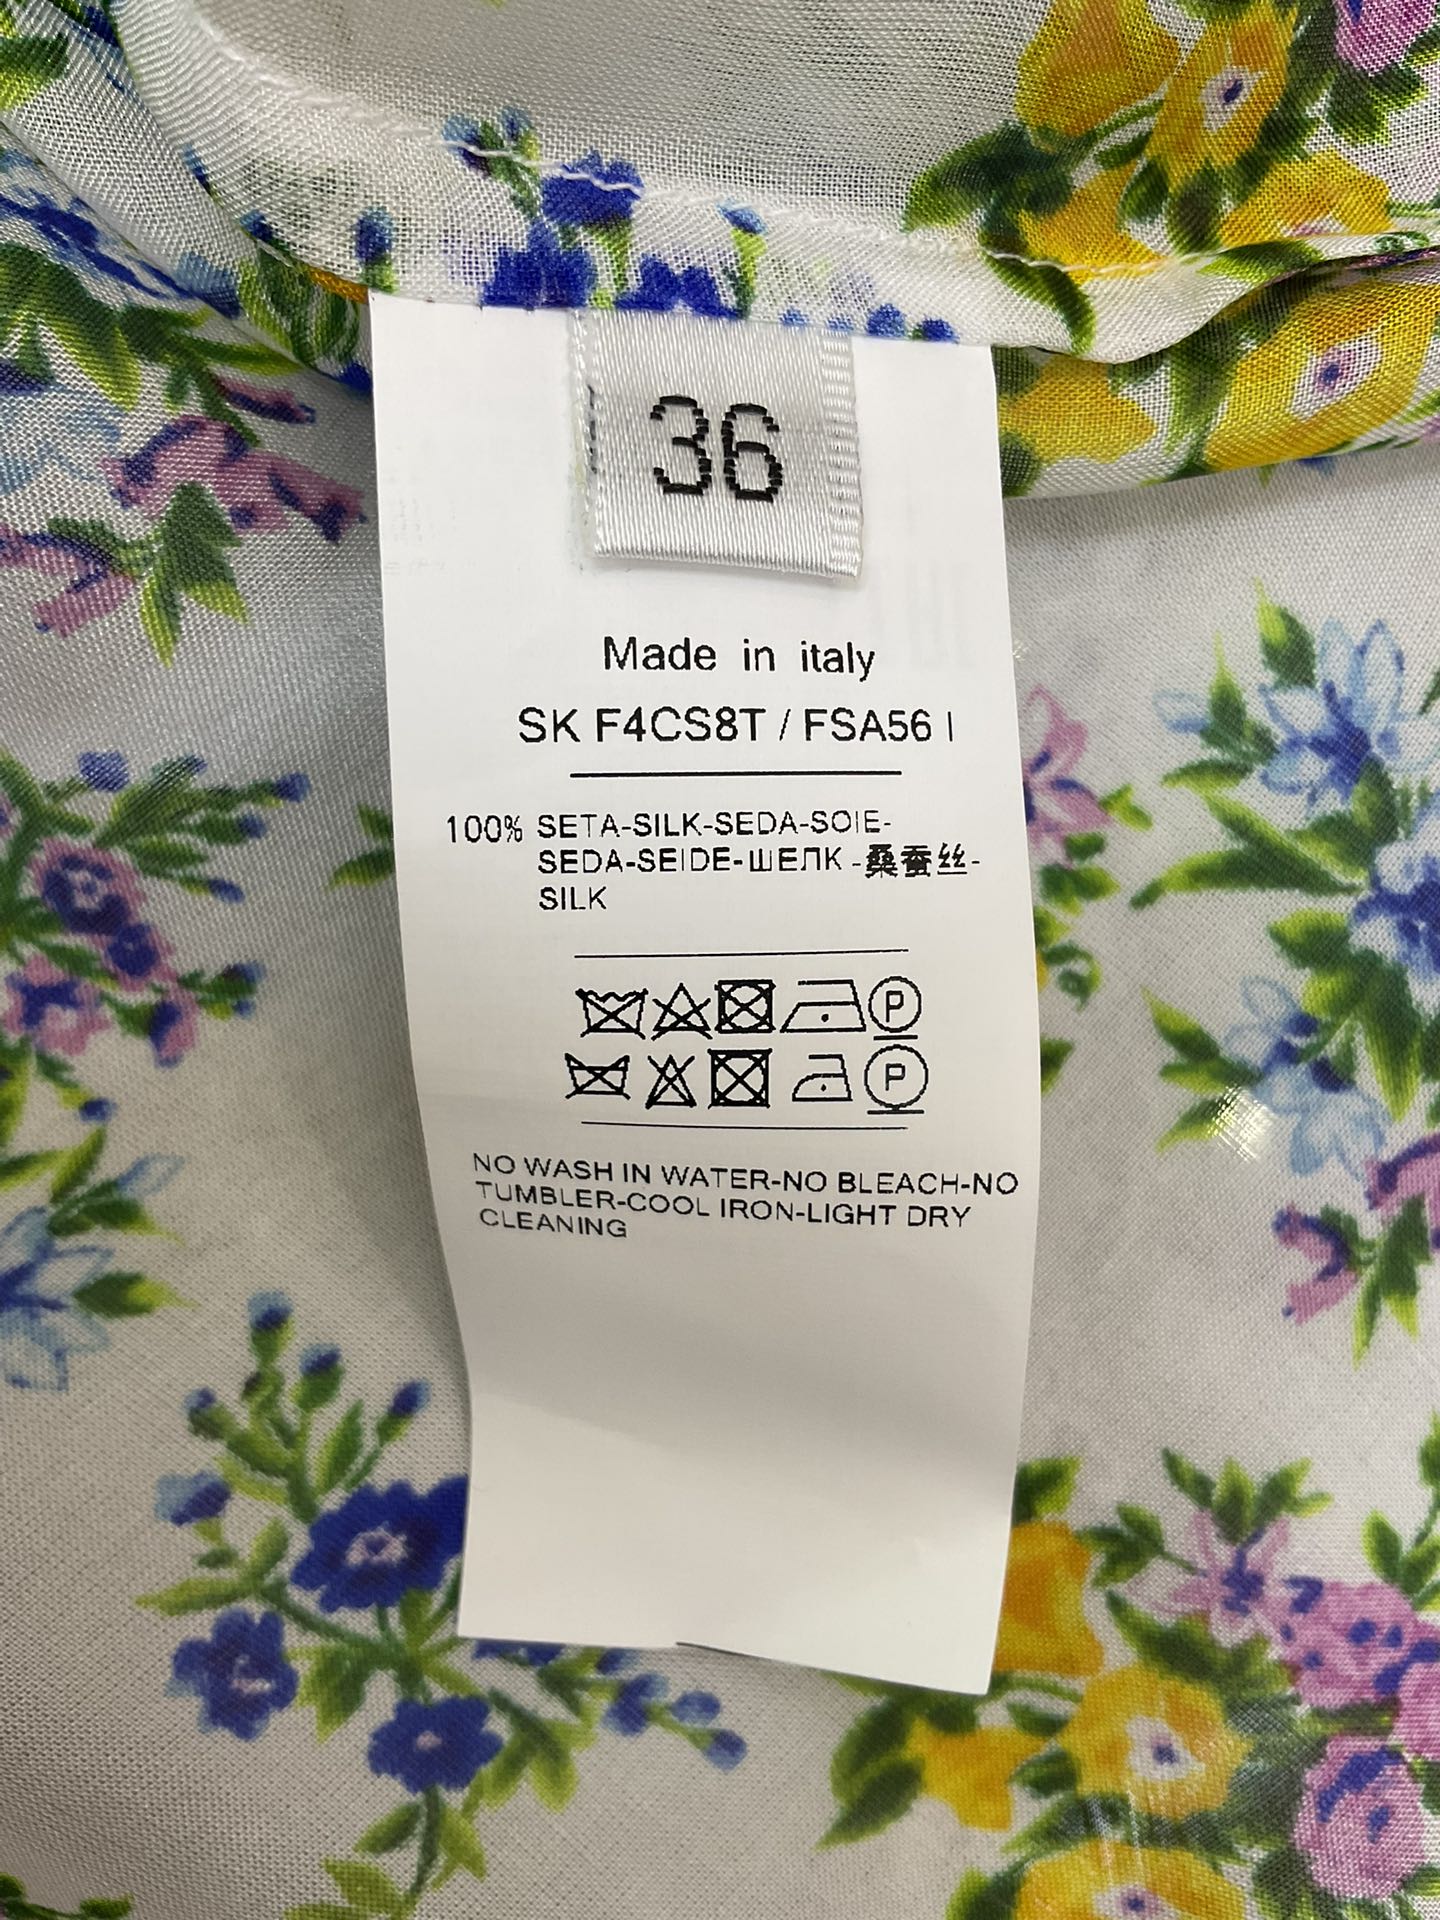 36
Made in italy
SK F4CS8T / FSA56 I
100% SETA-SILK-SEDA-SOIE-
SEDA-SEIDE-ШЕЛК -桑蚕丝-
SILK
P
P
NO WASH IN WATER-NO BLEACH-NO
TUMBLER-COOL IRON-LIGHT DRY
CLEANING